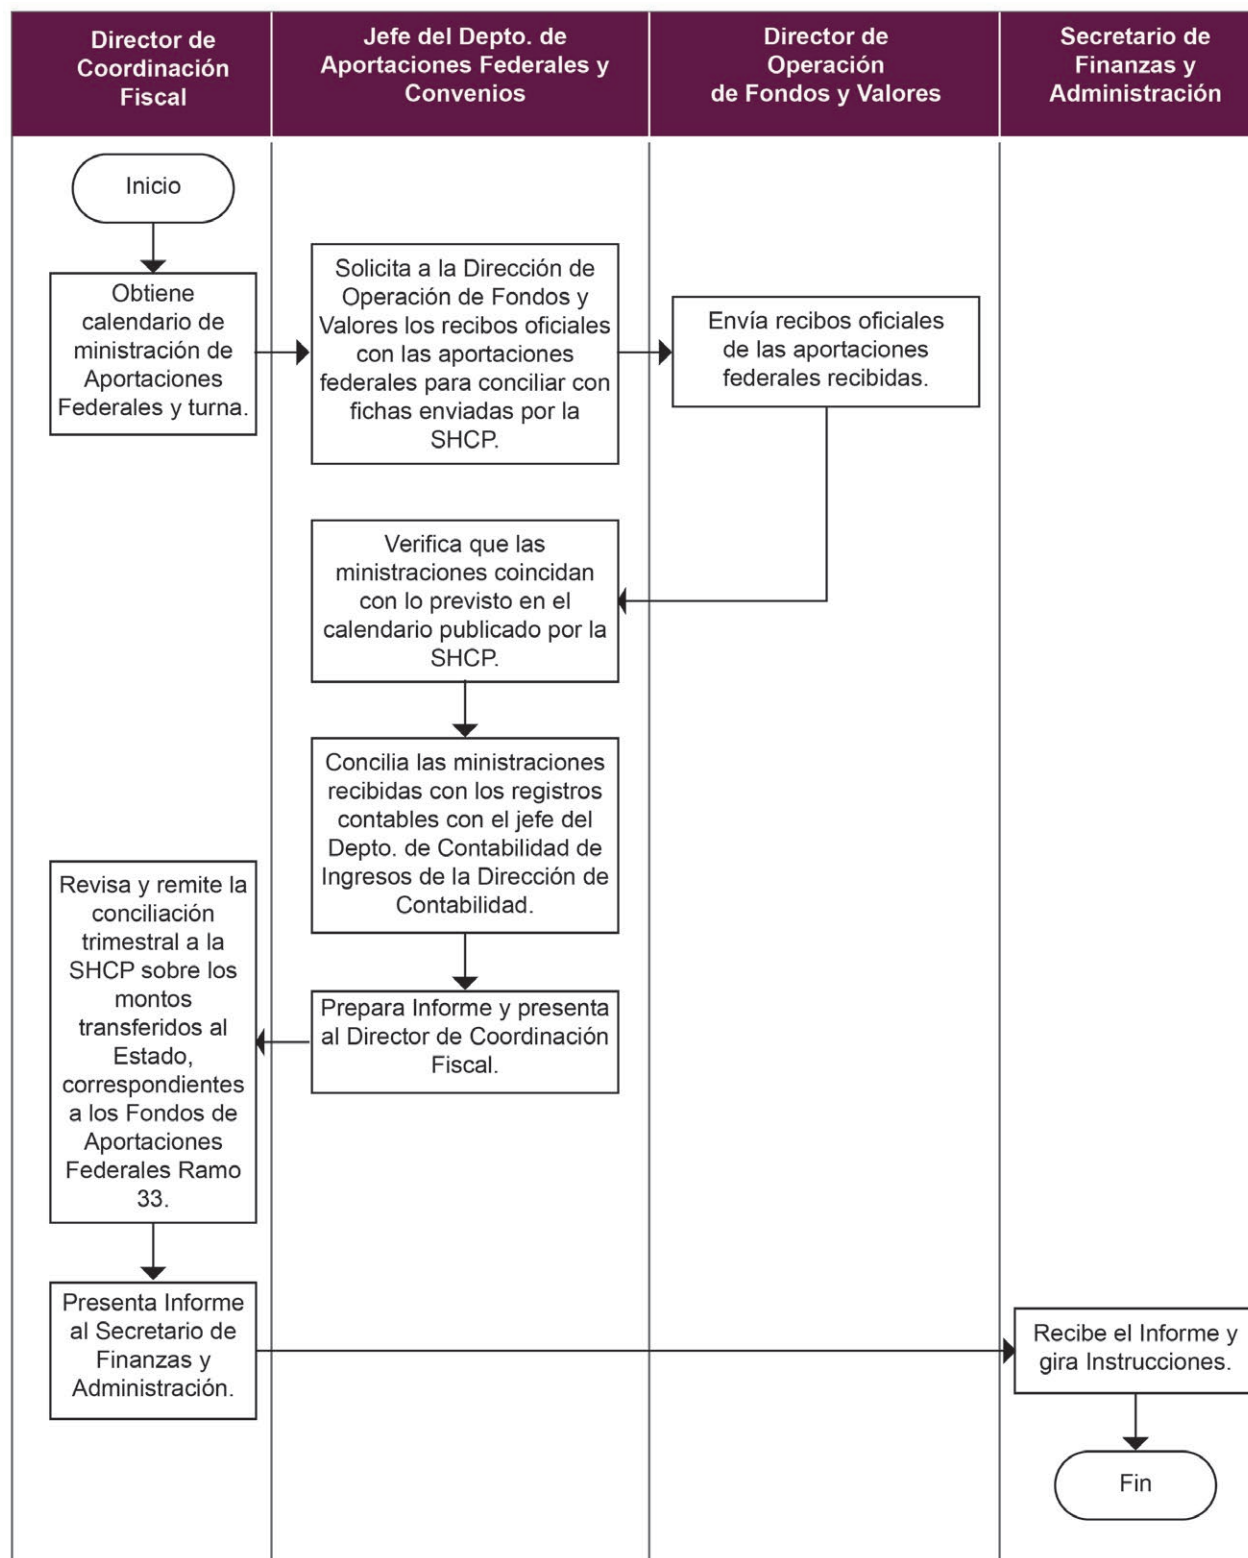 Director de
Coordinación
Fiscal
Jefe del Depto. de
Aportaciones Federales y
Convenios
Director de
Operación
de Fondos y Valores
Secretario de
Finanzas y
Administración
Inicio
Obtiene
calendario de
ministración de
Aportaciones
Federales y turna.
Solicita a la Dirección de
Operación de Fondos y
Valores los recibos oficiales
con las aportaciones
federales para conciliar con
fichas enviadas por la
SHCP.
Envía recibos oficiales
de las aportaciones
federales recibidas.
Verifica que las
ministraciones coincidan
con lo previsto en el
calendario publicado por la
SHCP.
Concilia las ministraciones
recibidas con los registros
contables con el jefe del
Depto. de Contabilidad de
Ingresos de la Dirección de
Contabilidad.
Prepara Informe y presenta
al Director de Coordinación
Fiscal.
Revisa y remite la
conciliación
trimestral a la
SHCP sobre los
montos
transferidos al
Estado,
correspondientes
a los Fondos de
Aportaciones
Federales Ramo
33.
Presenta Informe
al Secretario de
Finanzas y
Administración.
Recibe el Informe y
gira Instrucciones.
Fin